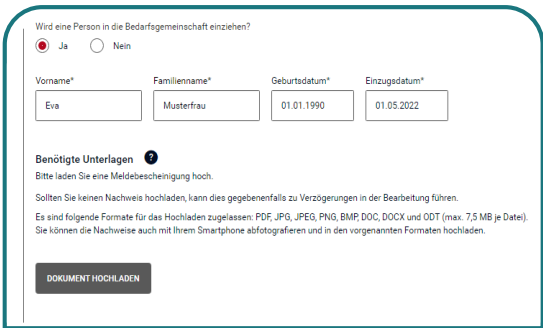 Wird eine Person in die Bedarfsgemeinschaft einziehen?
Ja Nein
Vorname* Familienname* Geburtsdatum* Einzugsdatum*
Eva Musterfrau 01.01.1990 01.05.2022
Benötigte Unterlagen ?
Bitte laden Sie eine Meldebescheinigung hoch.
Sollten Sie keinen Nachweis hochladen, kann dies gegebenenfalls zu Verzögerungen in der Bearbeitung führen.
Es sind folgende Formate für das Hochladen zugelassen: PDF, JPG, JPEG, PNG, BMP, DOC, DOCX und ODT (max. 7,5 MB je Datei).
Sie können die Nachweise auch mit Ihrem Smartphone abfotografieren und in den vorgenannten Formaten hochladen.
DOKUMENT HOCHLADEN